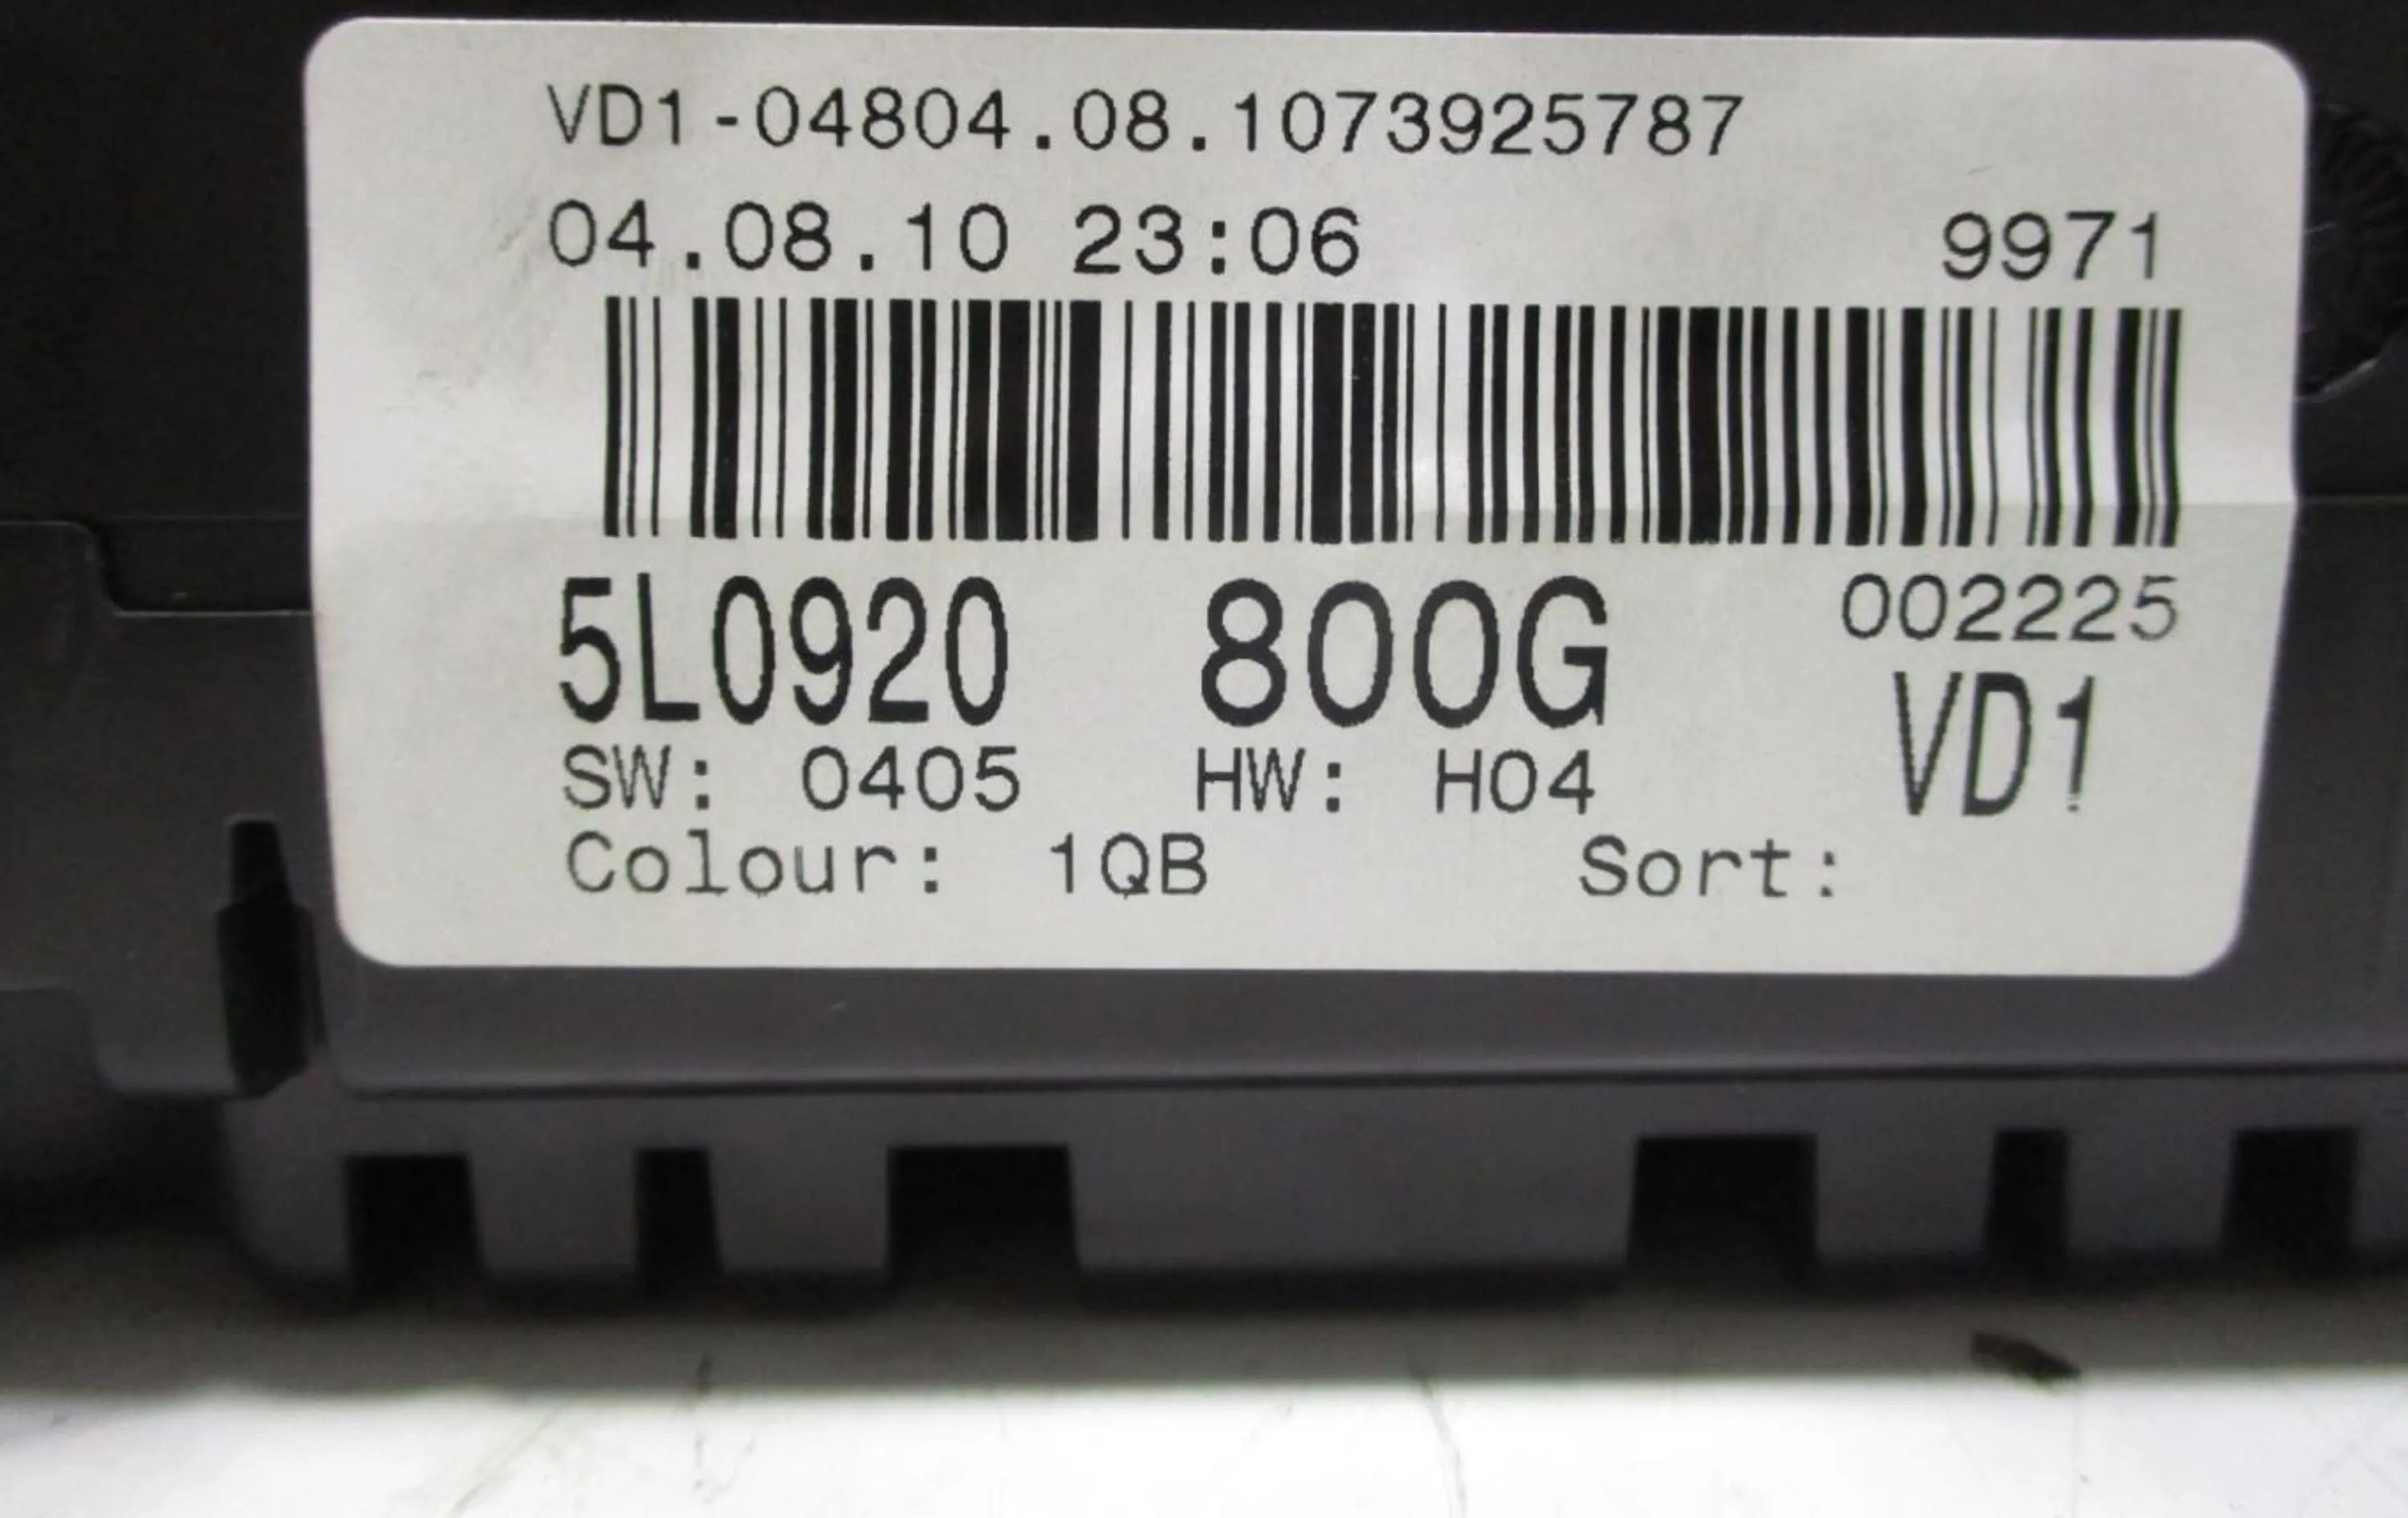 VD1-04804.08.1073925787
04.08.10 23:06 9971
5L0920 800G 002225
VD1
SW: 0405 HW: H04
Colour: 1QB Sort: